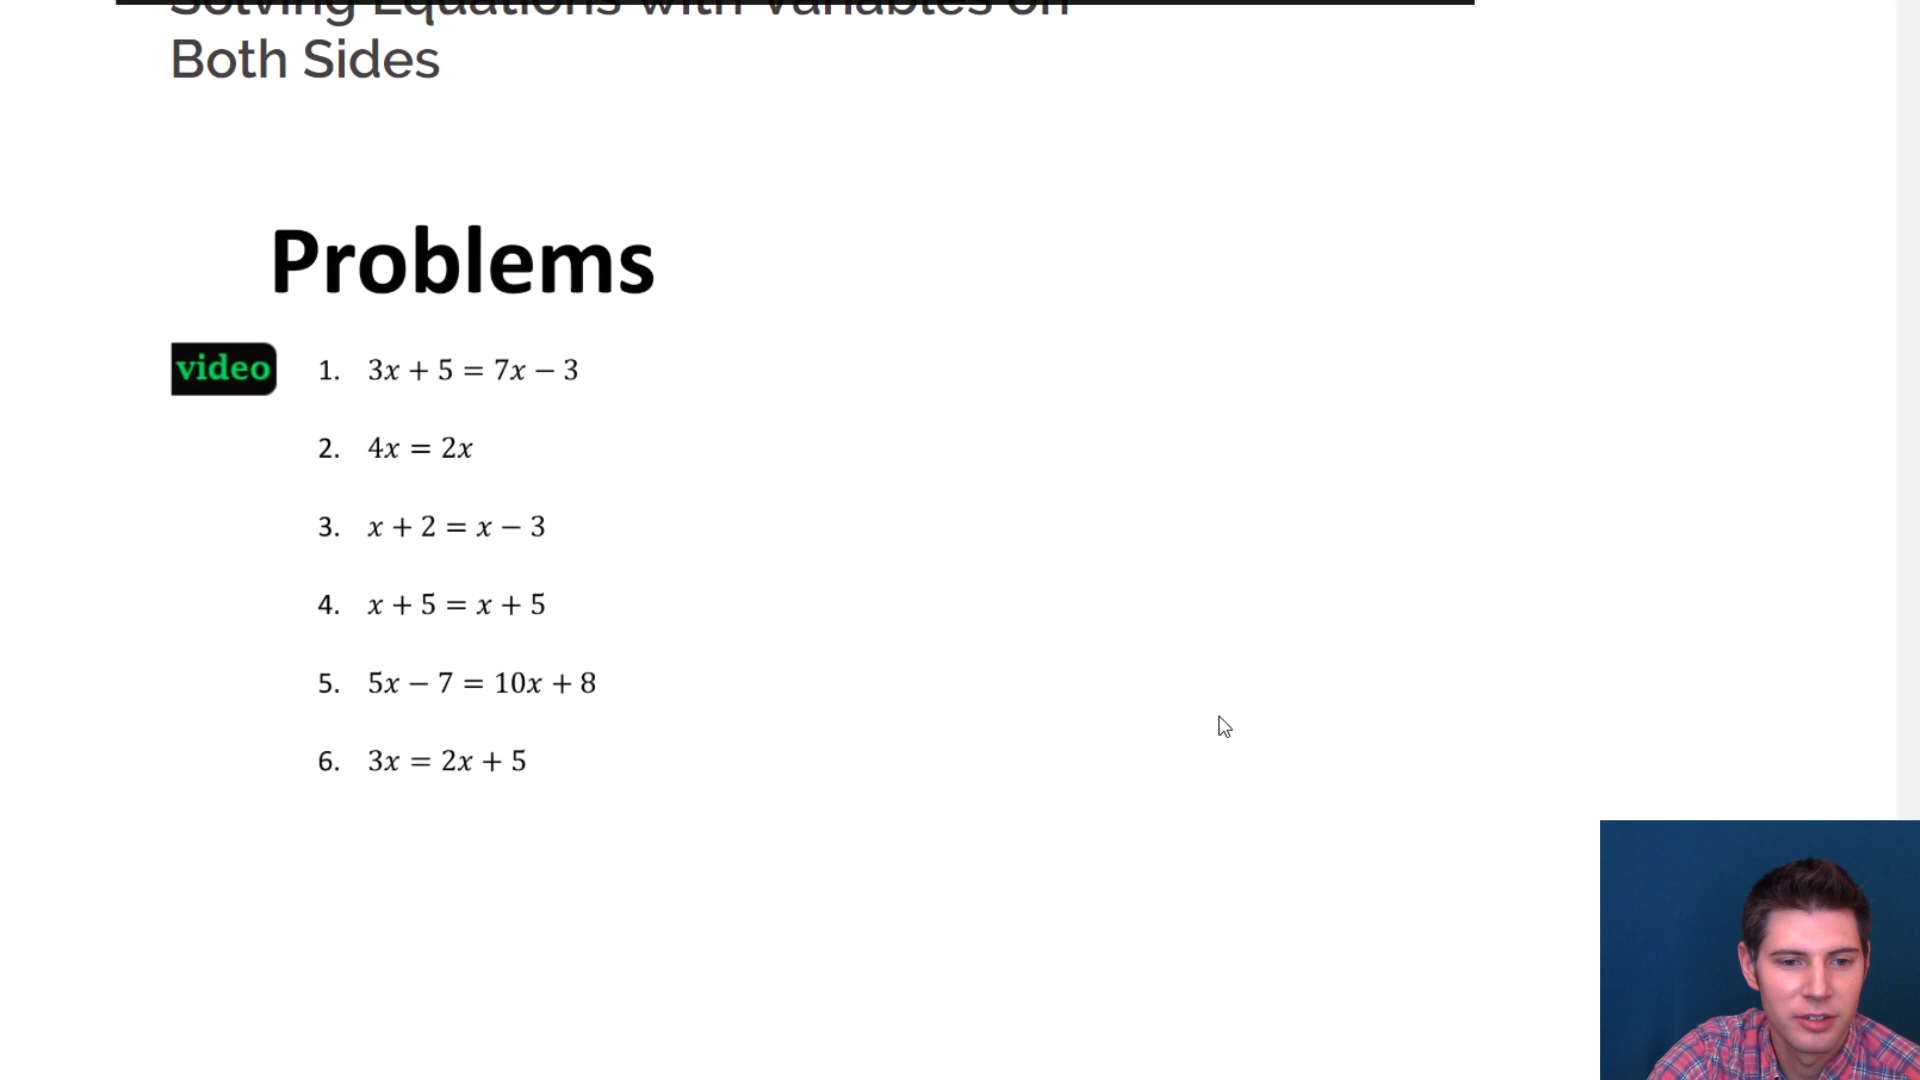 Solving Equations with Variables on
Both Sides
Problems
video
1. 3x + 5 = 7x − 3
2. 4x = 2x
3. x + 2 = x − 3
4. x + 5 = x + 5
5. 5x − 7 = 10x + 8
6. 3x = 2x + 5